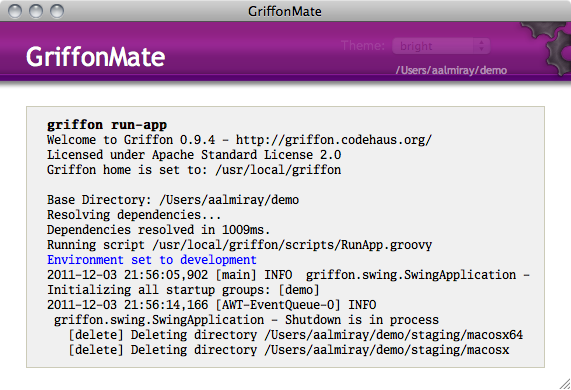 GriffonMate
Theme: bright
GriffonMate
/Users/aalmiray/demo
griffon run-app
Welcome to Griffon 0.9.4 - http://griffon.codehaus.org/
Licensed under Apache Standard License 2.0
Griffon home is set to: /usr/local/griffon
Base Directory: /Users/aalmiray/demo
Resolving dependencies...
Dependencies resolved in 1009ms.
Running script /usr/local/griffon/scripts/RunApp.groovy
Environment set to development
2011-12-03 21:56:05,902 [main] INFO  griffon.swing.SwingApplication -
Initializing all startup groups: [demo]
2011-12-03 21:56:14,166 [AWT-EventQueue-0] INFO
griffon.swing.SwingApplication - Shutdown is in process
[delete] Deleting directory /Users/aalmiray/demo/staging/macosx64
[delete] Deleting directory /Users/aalmiray/demo/staging/macosx